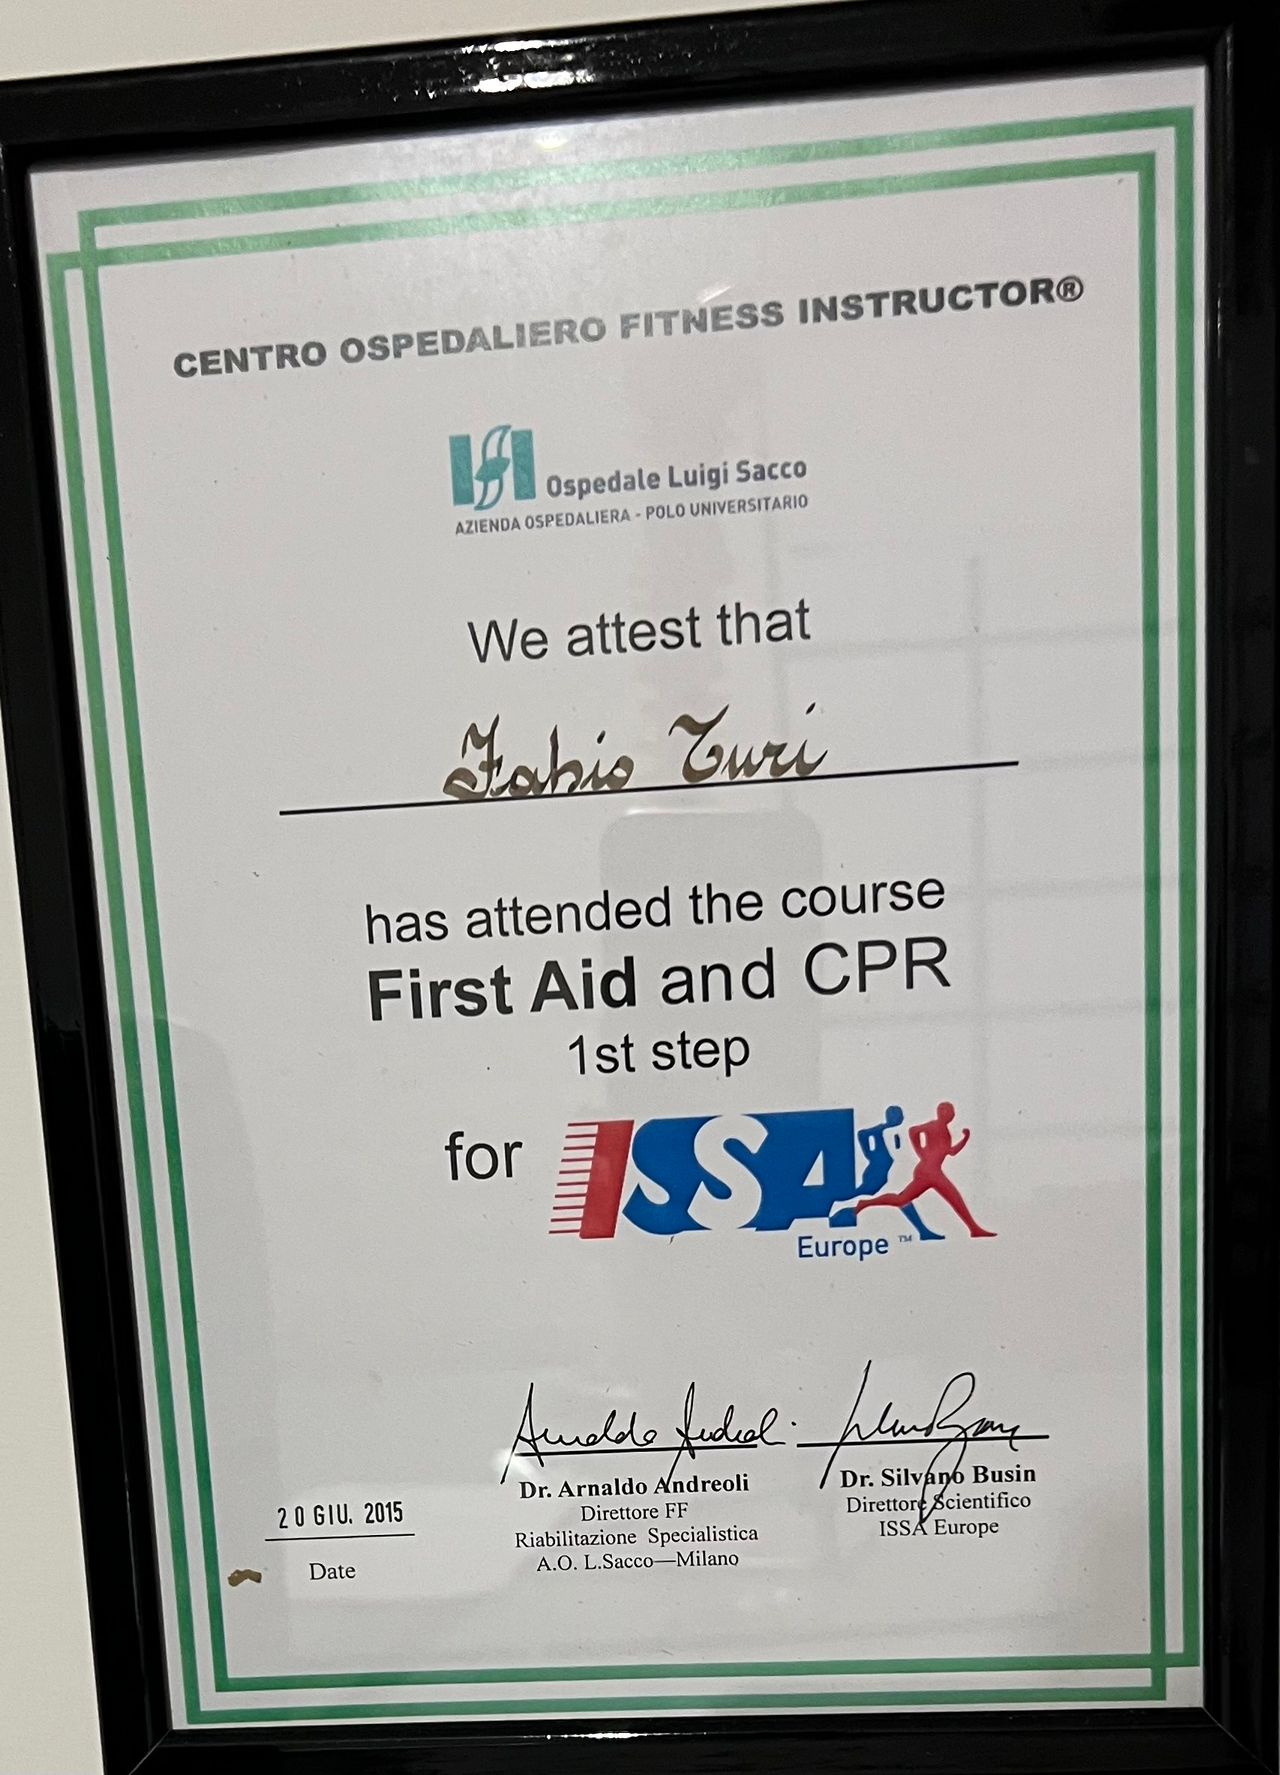 CENTRO OSPEDALIERO FITNESS INSTRUCTOR®
Ospedale Luigi Sacco
AZIENDA OSPEDALIERA - POLO UNIVERSITARIO
We attest that
Fabio Turi
has attended the course
First Aid and CPR
1st step
for ISSA
Europe ™
Arnaldo Andreoli
20 GIU. 2015
Date
Dr. Arnaldo Andreoli
Direttore FF
Riabilitazione Specialistica
A.O. L.Sacco—Milano
Dr. Silvano Busin
Direttore Scientifico
ISSA Europe